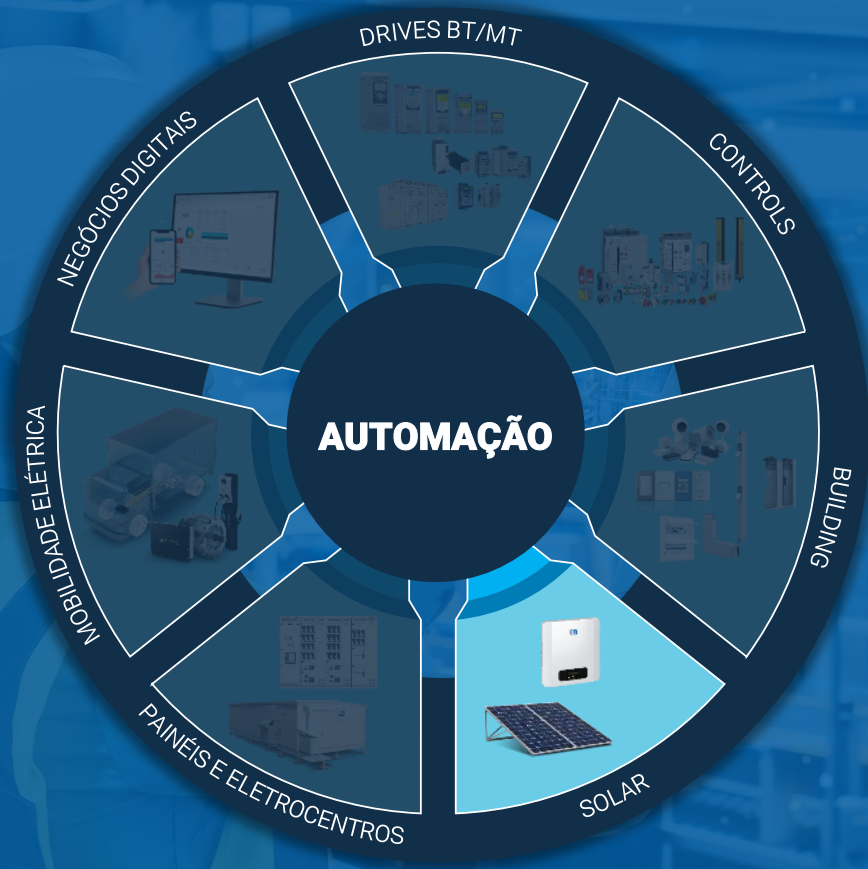 DRIVES BT/MT
CONTROLS
BUILDING
SOLAR
PAINÉIS E ELETROCENTROS
MOBILIDADE ELÉTRICA
NEGÓCIOS DIGITAIS
AUTOMAÇÃO